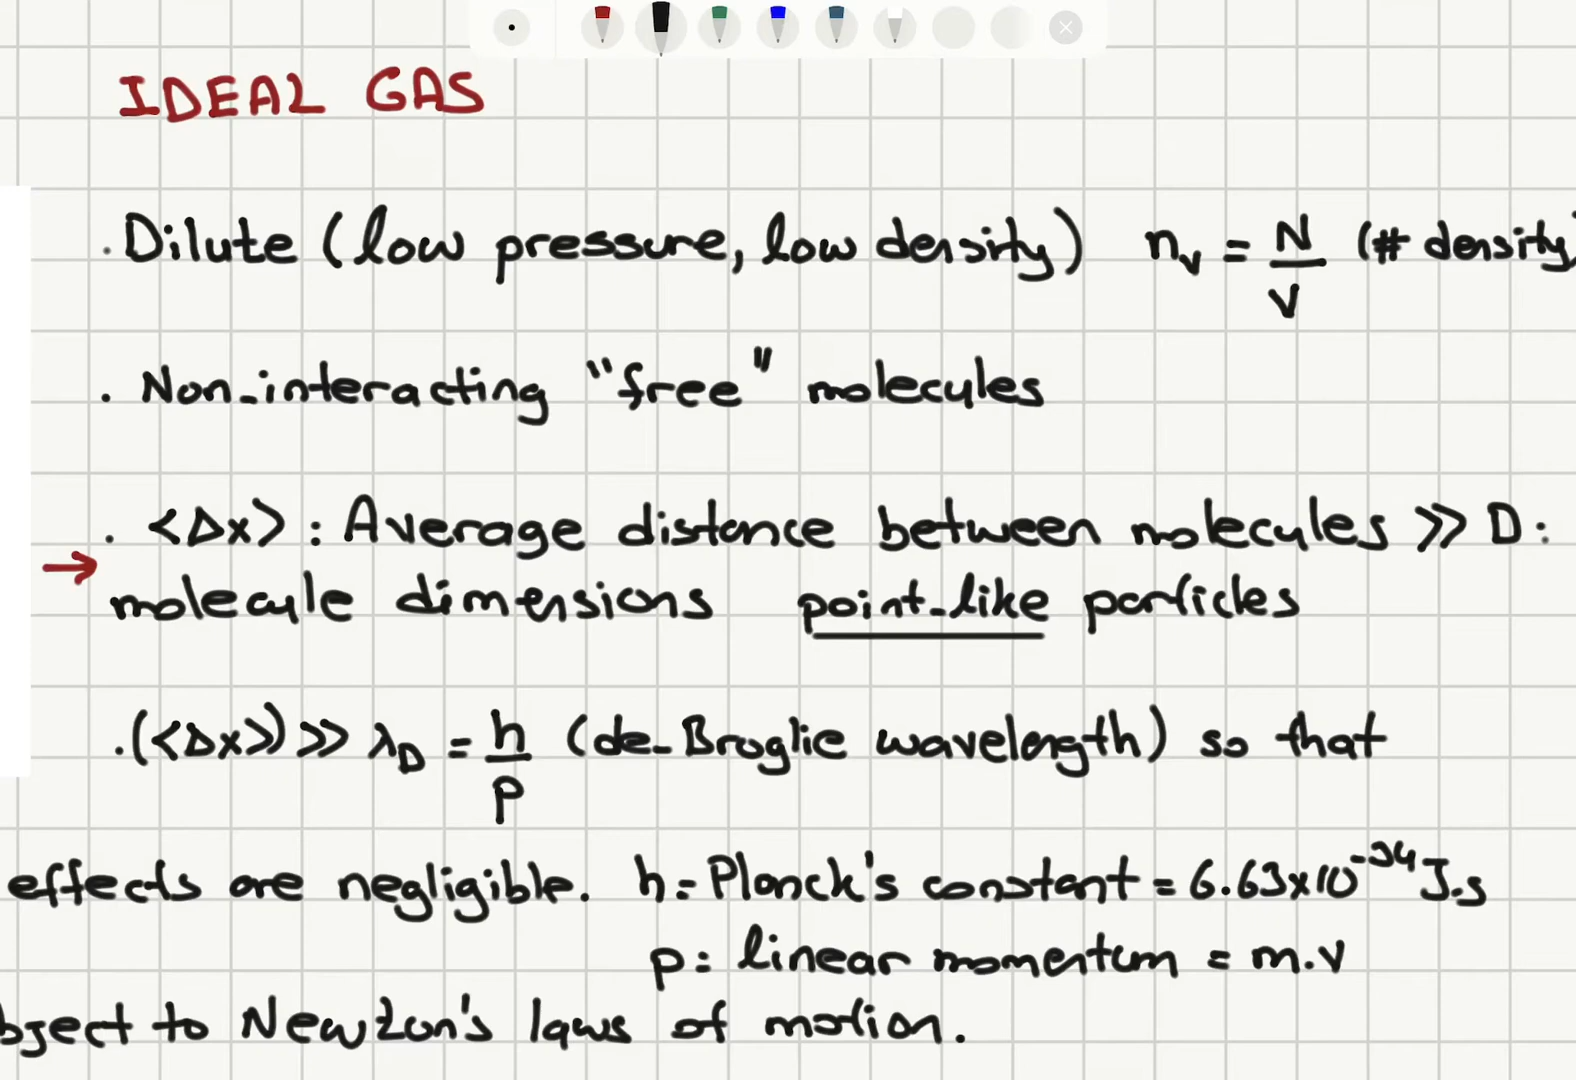 IDEAL GAS
. Dilute (low pressure, low density) n_v = N/V (# density)
. Non-interacting "free" molecules
. <Δx> : Average distance between molecules >> D :
→ molecule dimensions point-like particles
. (<Δx>) >> λ_D = h/p (de-Broglie wavelength) so that
effects are negligible. h = Planck's constant = 6.63x10^-34 J.s
p = linear momentum = m.v
bject to Newton's laws of motion.